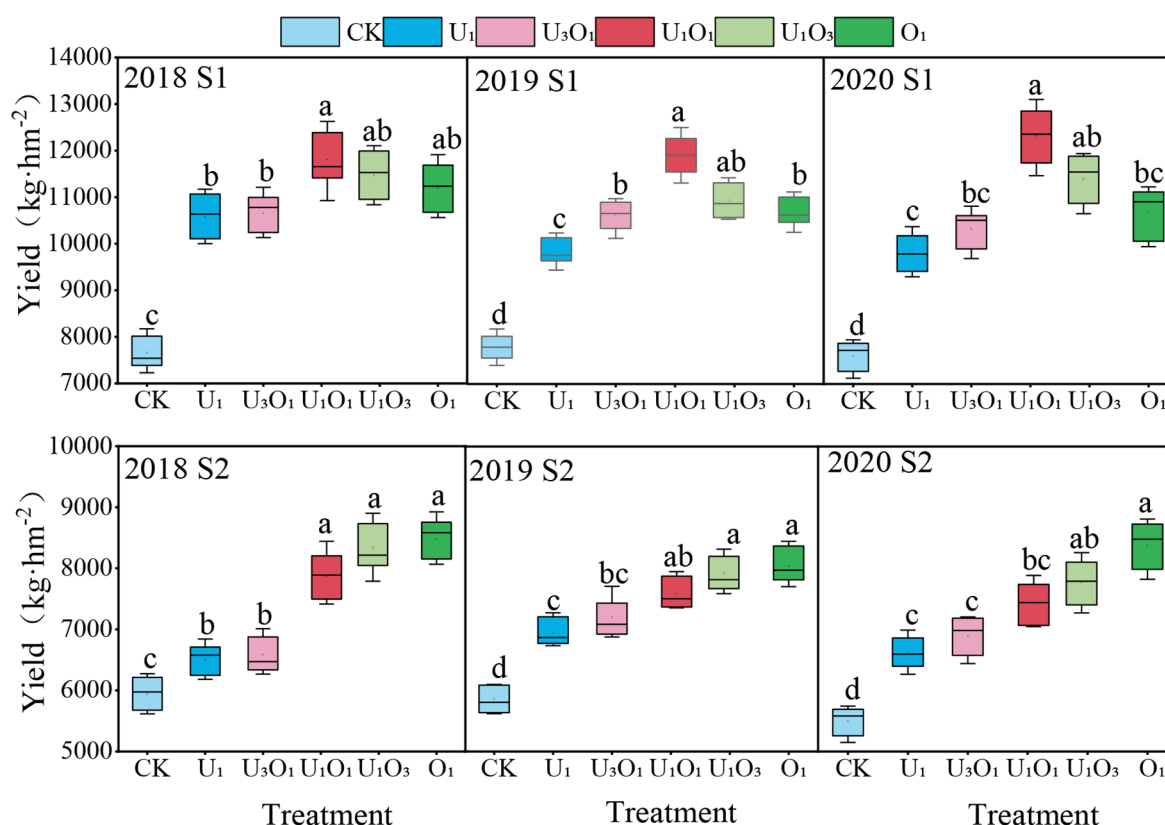 CK U₁ U₃O₁ U₁O₁ U₁O₃ O₁
Yield (kg·hm⁻²)
14000
13000
12000
11000
10000
9000
8000
7000
2018 S1
c b b a ab ab
CK U₁ U₃O₁ U₁O₁ U₁O₃ O₁
2019 S1
d c b a ab b
CK U₁ U₃O₁ U₁O₁ U₁O₃ O₁
2020 S1
d c bc a ab bc
CK U₁ U₃O₁ U₁O₁ U₁O₃ O₁
Yield (kg·hm⁻²)
10000
9000
8000
7000
6000
5000
2018 S2
c b b a a a
CK U₁ U₃O₁ U₁O₁ U₁O₃ O₁
Treatment
2019 S2
d c bc ab a a
CK U₁ U₃O₁ U₁O₁ U₁O₃ O₁
Treatment
2020 S2
d c c bc ab a
CK U₁ U₃O₁ U₁O₁ U₁O₃ O₁
Treatment